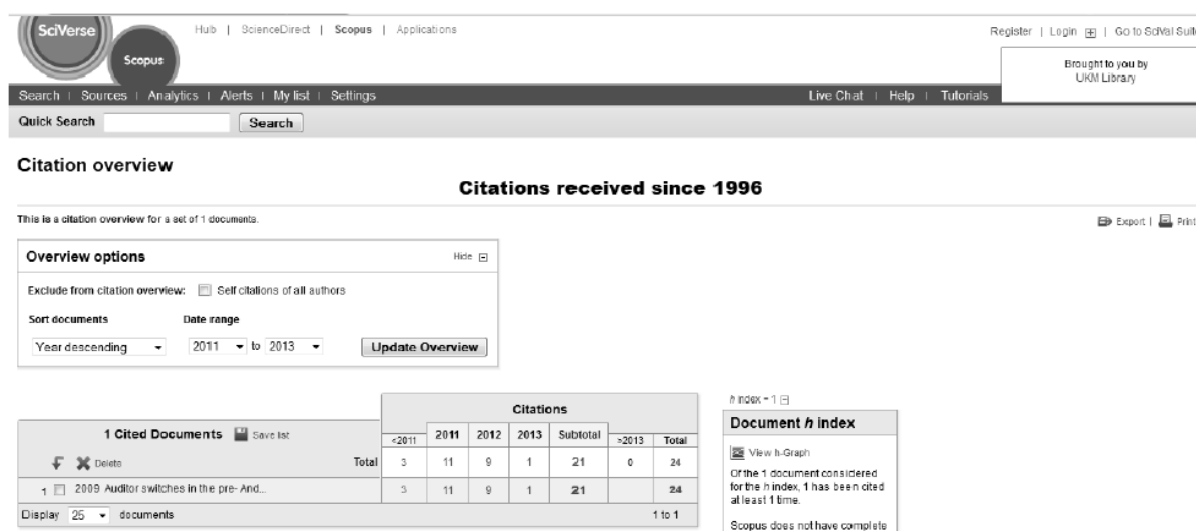 SciVerse
Scopus
Hub | ScienceDirect | Scopus | Applications
Register | Login | Go to SciVal Suite
Brought to you by
UKM Library
Search | Sources | Analytics | Alerts | My list | Settings
Live Chat | Help | Tutorials
Quick Search
Search
Citation overview
Citations received since 1996
This is a citation overview for a set of 1 documents.
Export | Print
Overview options
Hide
Exclude from citation overview: Self citations of all authors
Sort documents Date range
Year descending 2011 to 2013 Update Overview
h index = 1
Citations
Document h index
1 Cited Documents Save list <2011 2011 2012 2013 Subtotal >2013 Total
View h-Graph
Delete Total 3 11 9 1 21 0 24
Of the 1 document considered
for the h index, 1 has been cited
at least 1 time.
1 2009 Auditor switches in the pre- And... 3 11 9 1 21 24
Display 25 documents 1 to 1
Scopus does not have complete